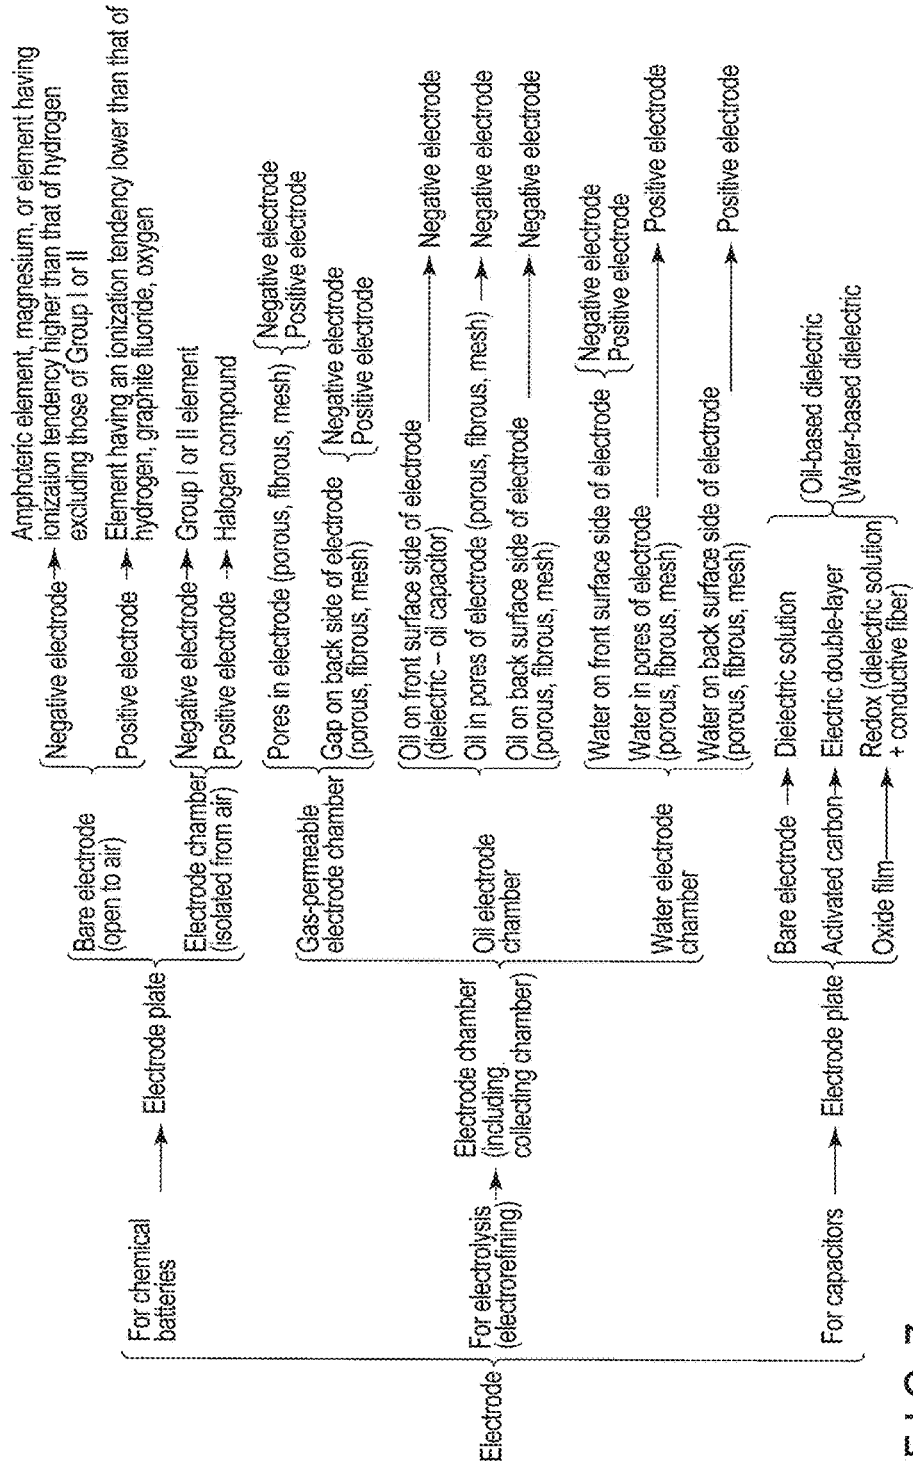 Electrode
For chemical
batteries
Electrode plate
Bare electrode
(open to air)
Negative electrode
Amphoteric element, magnesium, or element having
ionization tendency higher than that of hydrogen
excluding those of Group I or II
Positive electrode
Element having an ionization tendency lower than that of
hydrogen, graphite fluoride, oxygen
Electrode chamber
(isolated from air)
Negative electrode
Group I or II element
Positive electrode
Halogen compound
For electrolysis
(electrorefining)
Electrode chamber
(including
collecting chamber)
Gas-permeable
electrode chamber
Pores in electrode (porous, fibrous, mesh)
Negative electrode
Positive electrode
Gap on back side of electrode
(porous, fibrous, mesh)
Negative electrode
Positive electrode
Oil electrode
chamber
Oil on front surface side of electrode
(dielectric – oil capacitor)
Negative electrode
Oil in pores of electrode (porous, fibrous, mesh)
Negative electrode
Oil on back surface side of electrode
(porous, fibrous, mesh)
Negative electrode
Water electrode
chamber
Water on front surface side of electrode
Negative electrode
Positive electrode
Water in pores of electrode
(porous, fibrous, mesh)
Positive electrode
Water on back surface side of electrode
(porous, fibrous, mesh)
Positive electrode
For capacitors
Electrode plate
Bare electrode
Dielectric solution
Activated carbon
Electric double-layer
Oxide film
Redox (dielectric solution
+ conductive fiber)
Oil-based dielectric
Water-based dielectric
FIG. 7